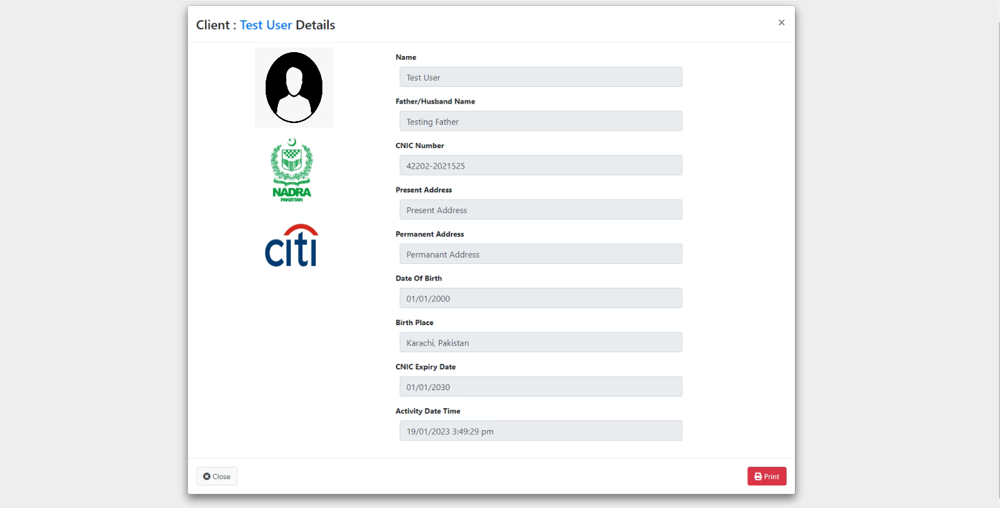 Client : Test User Details
×
NADRA
PAKISTAN
citi
Name
Test User
Father/Husband Name
Testing Father
CNIC Number
42202-2021525
Present Address
Present Address
Permanent Address
Permanant Address
Date Of Birth
01/01/2000
Birth Place
Karachi, Pakistan
CNIC Expiry Date
01/01/2030
Activity Date Time
19/01/2023 3:49:29 pm
Close
Print